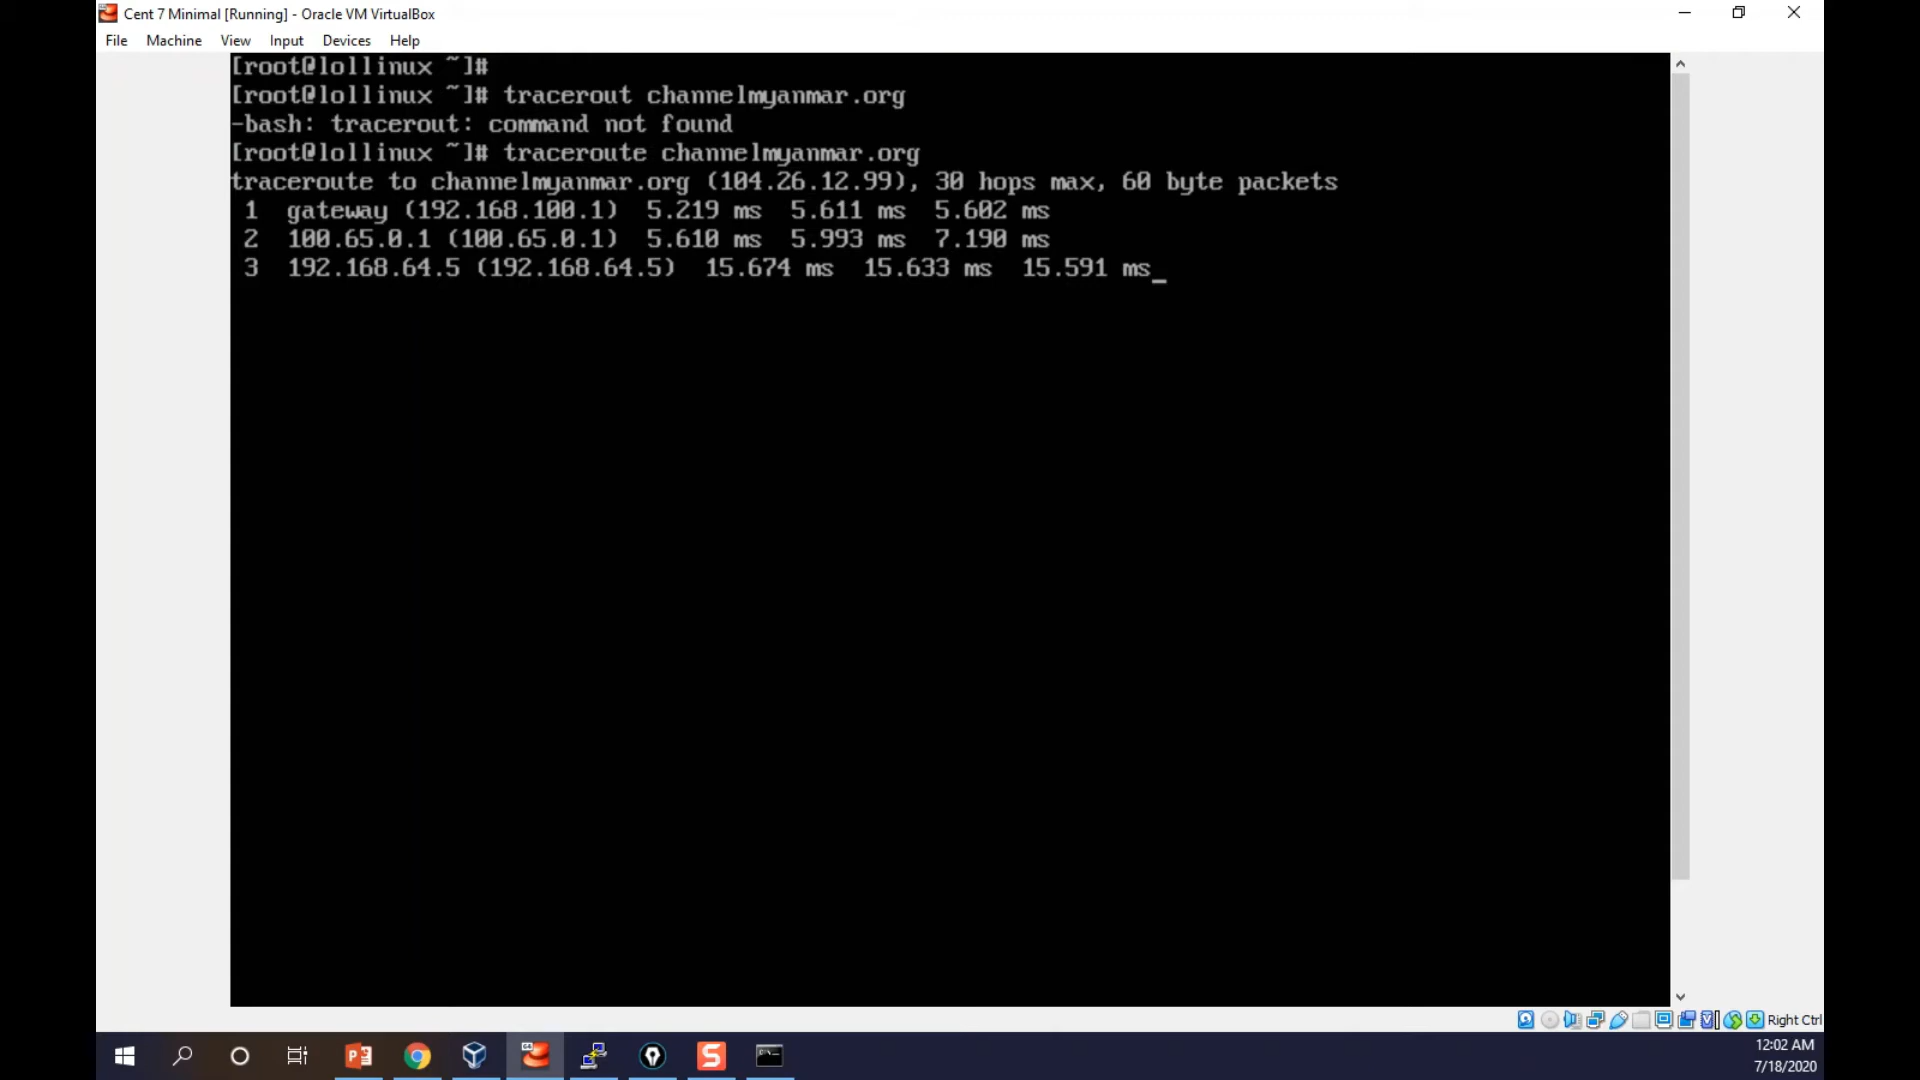 Cent 7 Minimal [Running] - Oracle VM VirtualBox
File Machine View Input Devices Help
[root@lollinux ~]#
[root@lollinux ~]# tracerout channelmyanmar.org
-bash: tracerout: command not found
[root@lollinux ~]# traceroute channelmyanmar.org
traceroute to channelmyanmar.org (104.26.12.99), 30 hops max, 60 byte packets
1 gateway (192.168.100.1) 5.219 ms 5.611 ms 5.602 ms
2 100.65.0.1 (100.65.0.1) 5.610 ms 5.993 ms 7.190 ms
3 192.168.64.5 (192.168.64.5) 15.674 ms 15.633 ms 15.591 ms_
Right Ctrl
12:02 AM
7/18/2020